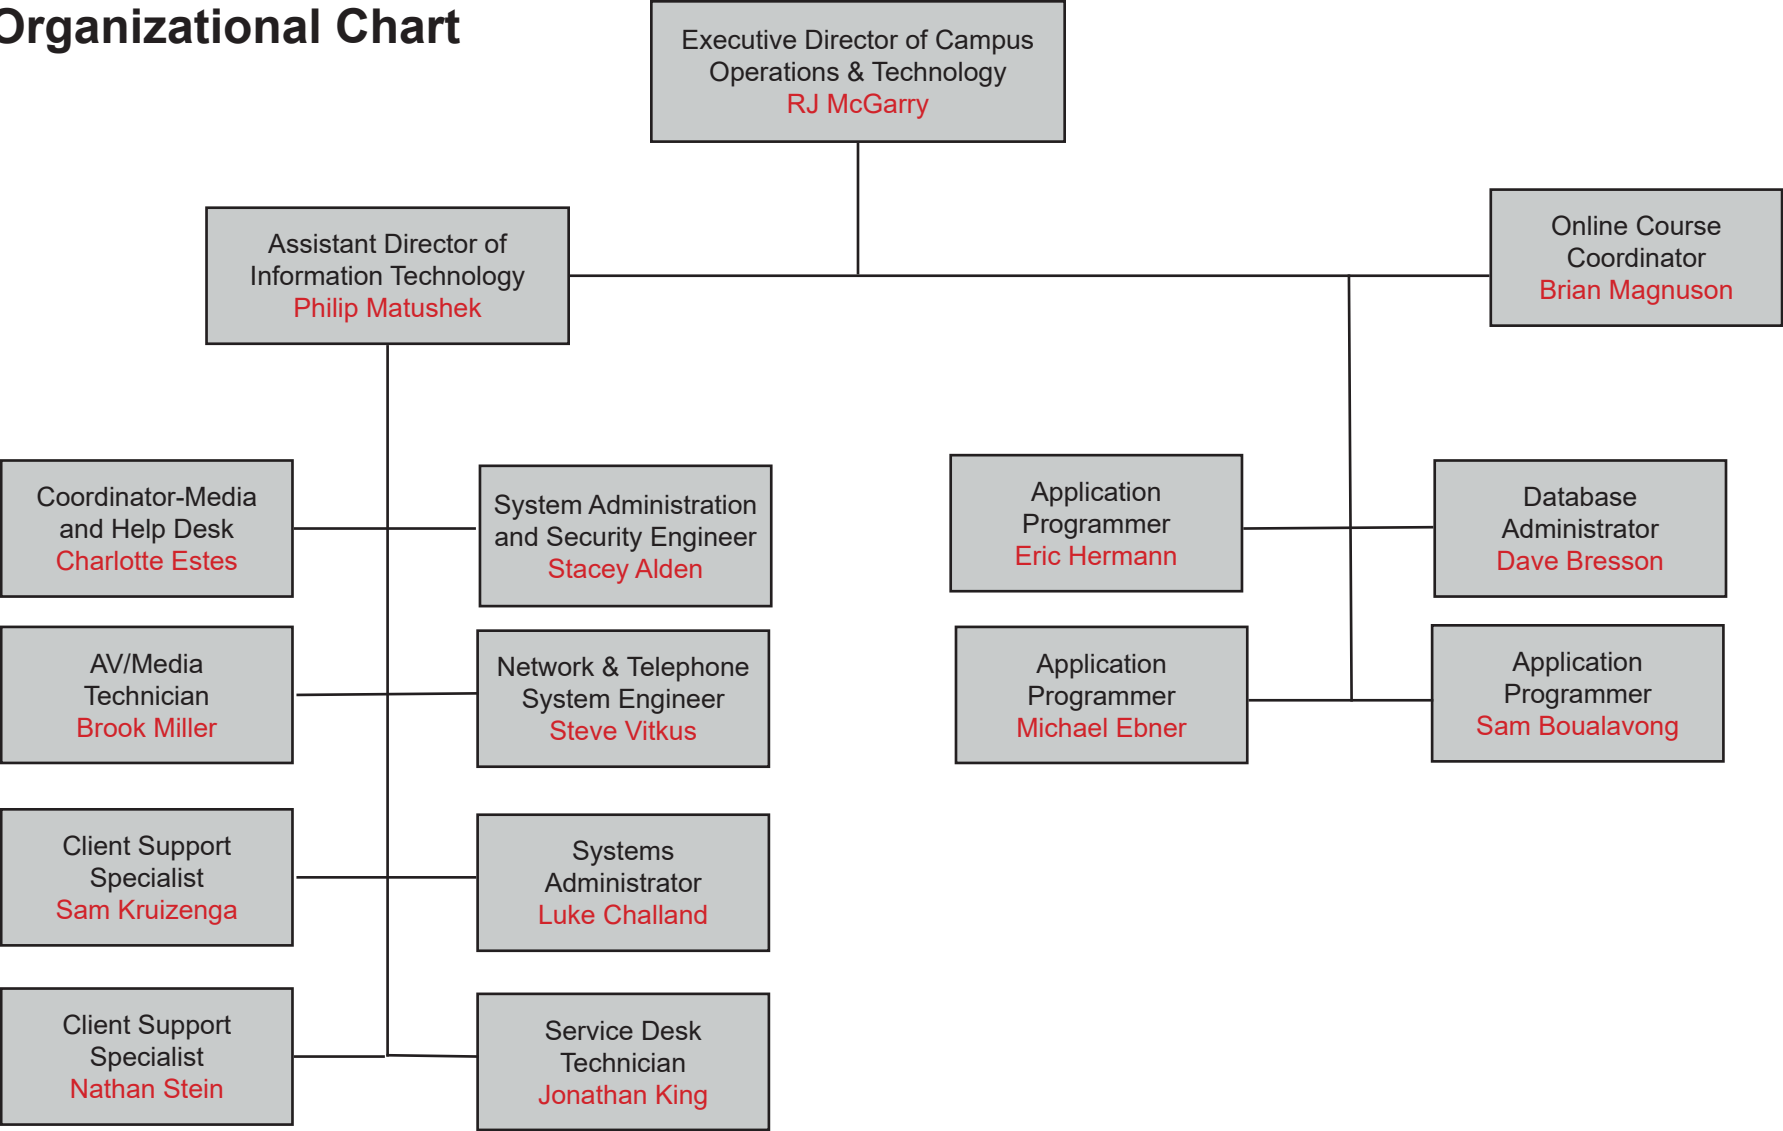 Organizational Chart
Executive Director of Campus
Operations & Technology
RJ McGarry
Assistant Director of
Information Technology
Philip Matushek
Online Course
Coordinator
Brian Magnuson
Coordinator-Media
and Help Desk
Charlotte Estes
System Administration
and Security Engineer
Stacey Alden
Application
Programmer
Eric Hermann
Database
Administrator
Dave Bresson
AV/Media
Technician
Brook Miller
Network & Telephone
System Engineer
Steve Vitkus
Application
Programmer
Michael Ebner
Application
Programmer
Sam Boualavong
Client Support
Specialist
Sam Kruizenga
Systems
Administrator
Luke Challand
Client Support
Specialist
Nathan Stein
Service Desk
Technician
Jonathan King